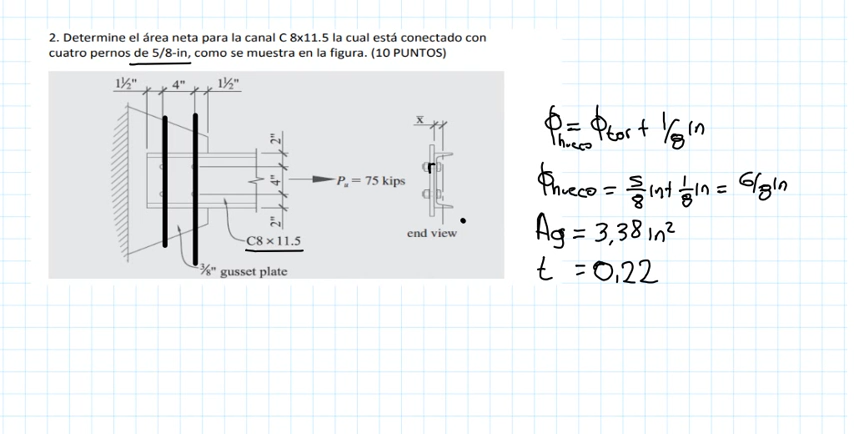 2. Determine el área neta para la canal C 8x11.5 la cual está conectado con
cuatro pernos de 5/8-in, como se muestra en la figura. (10 PUNTOS)
1½" 4" 1½"
x̄
2"
4"
2"
Pᵤ = 75 kips
C8 × 11.5
end view
⅜" gusset plate
r
ϕhueco = ϕtor + 1/8 in
ϕhueco = 5/8 in + 1/8 in = 6/8 in
Ag = 3,38 in²
t = 0,22